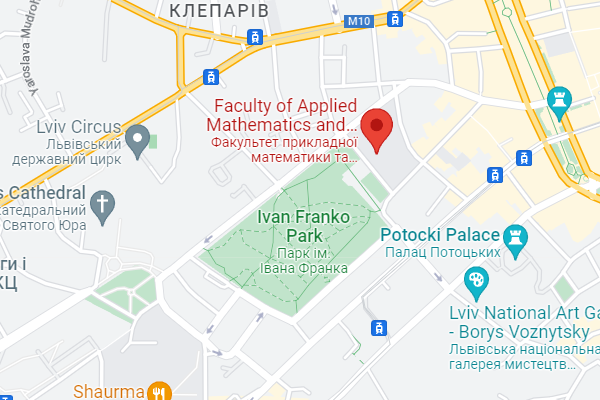 КЛЕПАРІВ
M10
Yaroslava Mudroh
Faculty of Applied
Mathematics and...
Факультет прикладної
математики та...
Lviv Circus
Львівський
державний цирк
s Cathedral
катедральний
Святого Юра
Ivan Franko
Park
Парк ім.
Івана Франка
Potocki Palace
Палац Потоцьких
ги і
КЦ
Lviv National Art Ga
- Borys Voznytsky
Львівська національна
галерея мистецтв...
Shaurma